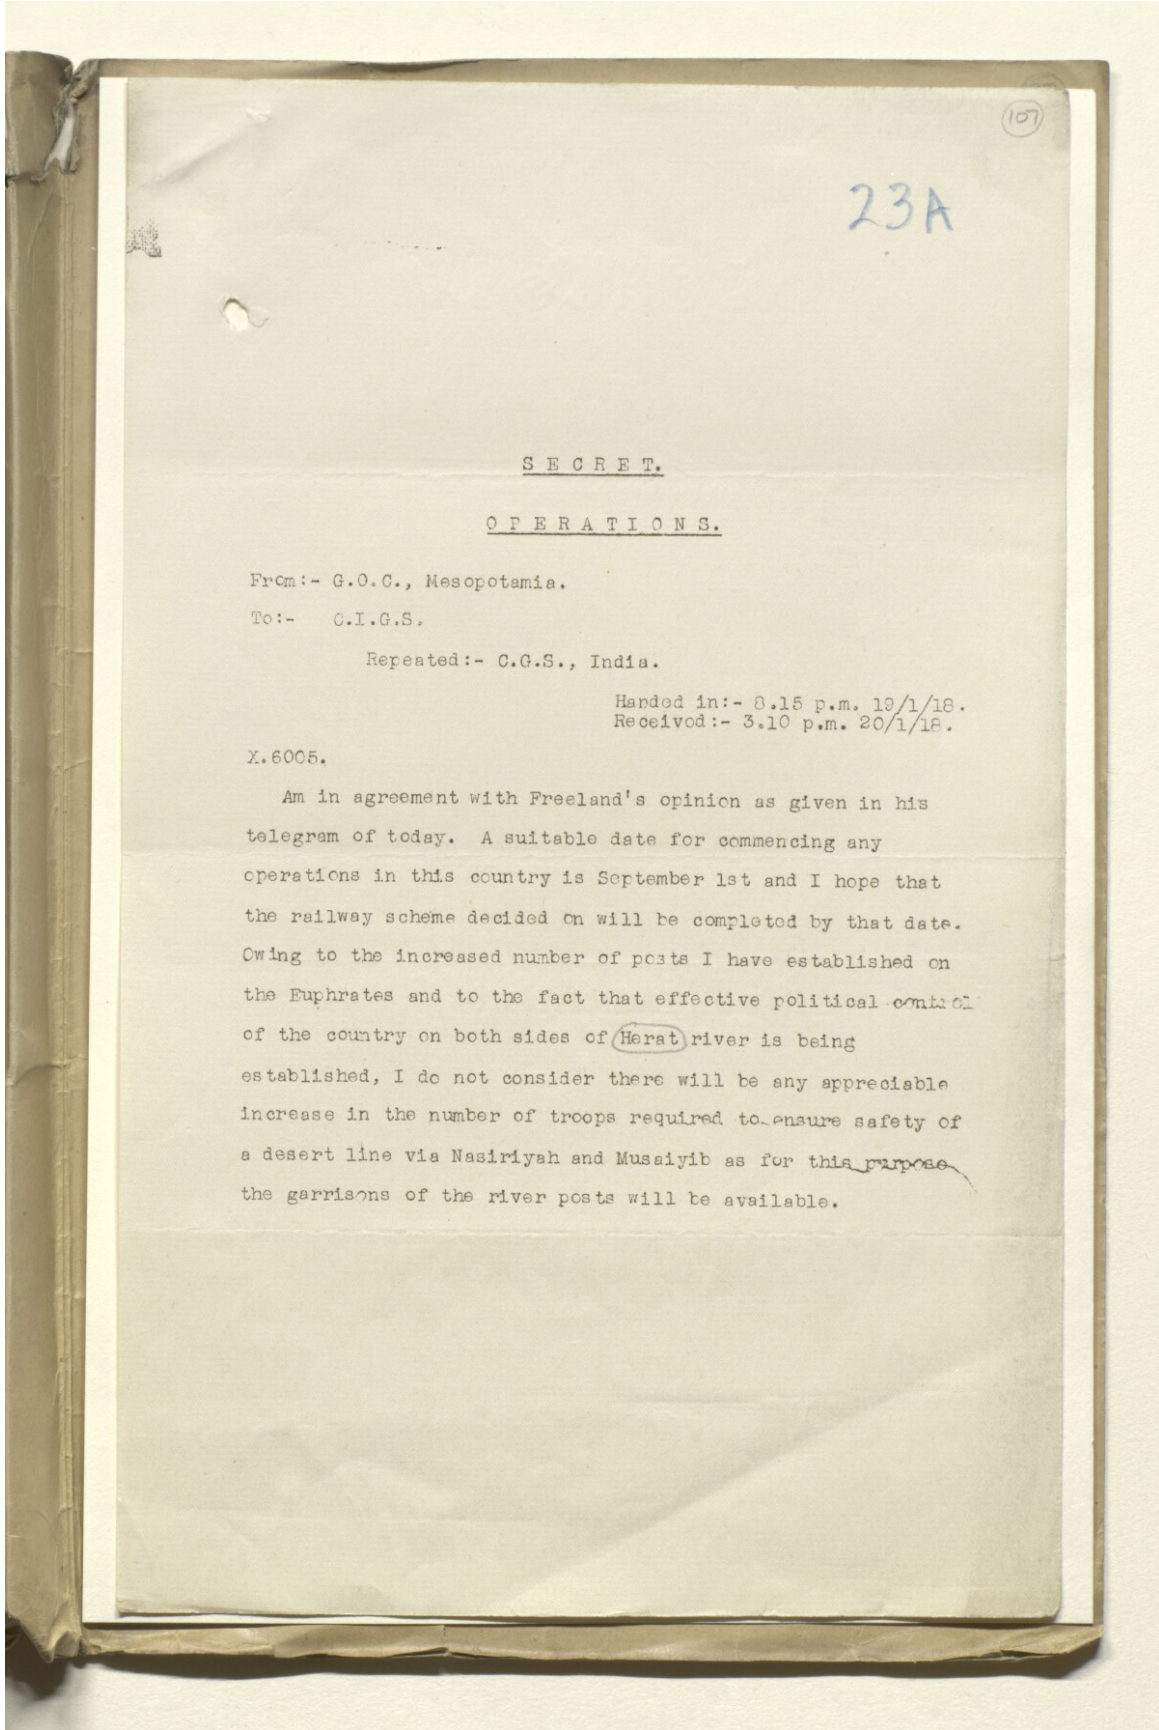 107
23A
SECRET.
OPERATIONS.
From:- G.O.C., Mesopotamia.
To:- C.I.G.S.
Repeated:- C.G.S., India.
Handed in:- 8.15 p.m. 19/1/18.
Received:- 3.10 p.m. 20/1/18.
X.6005.
Am in agreement with Freeland's opinion as given in his
telegram of today. A suitable date for commencing any
operations in this country is September 1st and I hope that
the railway scheme decided on will be completed by that date.
Owing to the increased number of posts I have established on
the Euphrates and to the fact that effective political control
of the country on both sides of Herat river is being
established, I do not consider there will be any appreciable
increase in the number of troops required to ensure safety of
a desert line via Nasiriyah and Musaiyib as for this purpose
the garrisons of the river posts will be available.